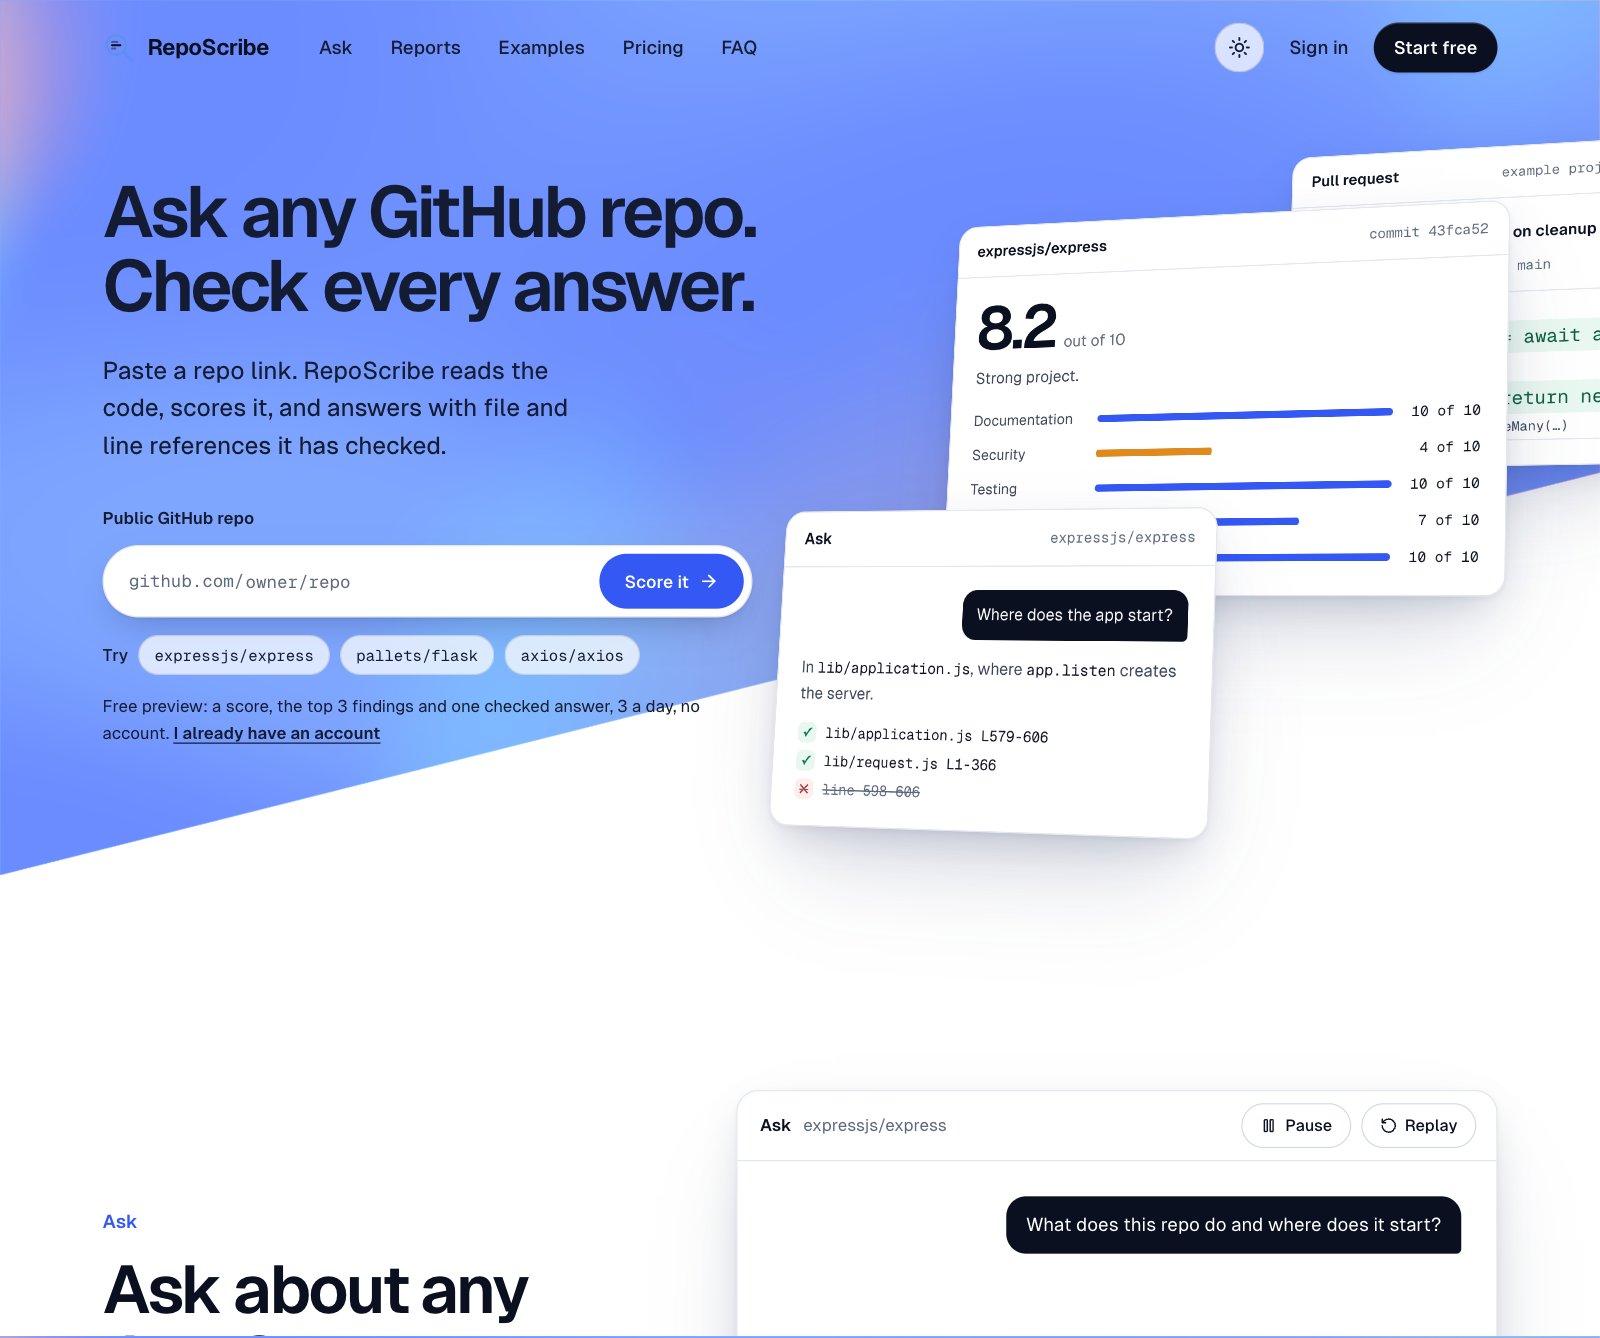 RepoScribe
Ask
Reports
Examples
Pricing
FAQ
Sign in
Start free
Ask any GitHub repo.
Check every answer.
Paste a repo link. RepoScribe reads the
code, scores it, and answers with file and
line references it has checked.
Public GitHub repo
github.com/owner/repo
Score it →
Try expressjs/express pallets/flask axios/axios
Free preview: a score, the top 3 findings and one checked answer, 3 a day, no
account. I already have an account
Pull request
on cleanup
main
await
expressjs/express commit 43fca52
8.2 out of 10
Strong project.
Documentation 10 of 10
Security 4 of 10
Testing 10 of 10
7 of 10
10 of 10
Ask expressjs/express
Where does the app start?
In lib/application.js, where app.listen creates
the server.
✓ lib/application.js L579-606
✓ lib/request.js L1-366
✕ line 598-606
Ask expressjs/express
Pause
Replay
What does this repo do and where does it start?
Ask
Ask about any